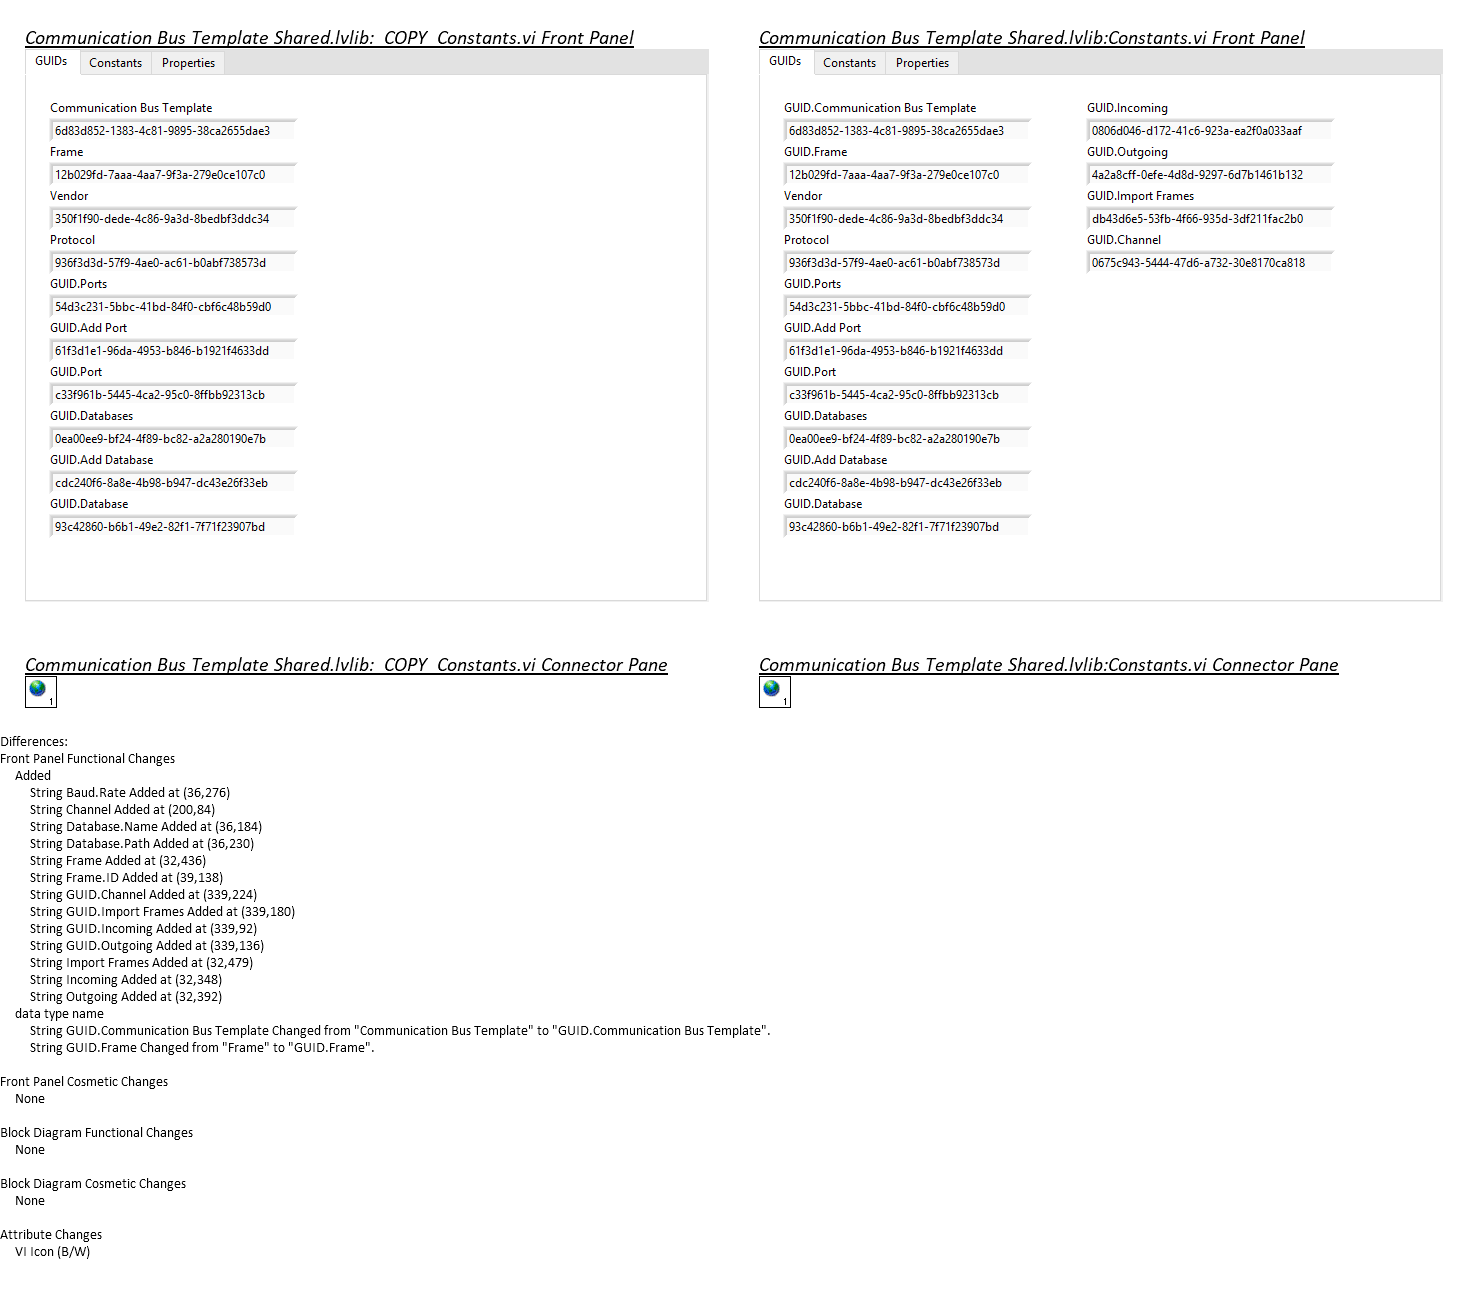 Communication Bus Template Shared.lvlib:_COPY_Constants.vi Front Panel
GUIDs Constants Properties
Communication Bus Template
6d83d852-1383-4c81-9895-38ca2655dae3
Frame
12b029fd-7aaa-4aa7-9f3a-279e0ce107c0
Vendor
350f1f90-dede-4c86-9a3d-8bedbf3ddc34
Protocol
936f3d3d-57f9-4ae0-ac61-b0abf738573d
GUID.Ports
54d3c231-5bbc-41bd-84f0-cbf6c48b59d0
GUID.Add Port
61f3d1e1-96da-4953-b846-b1921f4633dd
GUID.Port
c33f961b-5445-4ca2-95c0-8ffbb92313cb
GUID.Databases
0ea00ee9-bf24-4f89-bc82-a2a280190e7b
GUID.Add Database
cdc240f6-8a8e-4b98-b947-dc43e26f33eb
GUID.Database
93c42860-b6b1-49e2-82f1-7f71f23907bd
Communication Bus Template Shared.lvlib:Constants.vi Front Panel
GUIDs Constants Properties
GUID.Communication Bus Template
6d83d852-1383-4c81-9895-38ca2655dae3
GUID.Frame
12b029fd-7aaa-4aa7-9f3a-279e0ce107c0
Vendor
350f1f90-dede-4c86-9a3d-8bedbf3ddc34
Protocol
936f3d3d-57f9-4ae0-ac61-b0abf738573d
GUID.Ports
54d3c231-5bbc-41bd-84f0-cbf6c48b59d0
GUID.Add Port
61f3d1e1-96da-4953-b846-b1921f4633dd
GUID.Port
c33f961b-5445-4ca2-95c0-8ffbb92313cb
GUID.Databases
0ea00ee9-bf24-4f89-bc82-a2a280190e7b
GUID.Add Database
cdc240f6-8a8e-4b98-b947-dc43e26f33eb
GUID.Database
93c42860-b6b1-49e2-82f1-7f71f23907bd
GUID.Incoming
0806d046-d172-41c6-923a-ea2f0a033aaf
GUID.Outgoing
4a2a8cff-0efe-4d8d-9297-6d7b1461b132
GUID.Import Frames
db43d6e5-53fb-4f66-935d-3df211fac2b0
GUID.Channel
0675c943-5444-47d6-a732-30e8170ca818
Communication Bus Template Shared.lvlib:_COPY_Constants.vi Connector Pane
1
Communication Bus Template Shared.lvlib:Constants.vi Connector Pane
1
Differences:
Front Panel Functional Changes
Added
String Baud.Rate Added at (36,276)
String Channel Added at (200,84)
String Database.Name Added at (36,184)
String Database.Path Added at (36,230)
String Frame Added at (32,436)
String Frame.ID Added at (39,138)
String GUID.Channel Added at (339,224)
String GUID.Import Frames Added at (339,180)
String GUID.Incoming Added at (339,92)
String GUID.Outgoing Added at (339,136)
String Import Frames Added at (32,479)
String Incoming Added at (32,348)
String Outgoing Added at (32,392)
data type name
String GUID.Communication Bus Template Changed from "Communication Bus Template" to "GUID.Communication Bus Template".
String GUID.Frame Changed from "Frame" to "GUID.Frame".
Front Panel Cosmetic Changes
None
Block Diagram Functional Changes
None
Block Diagram Cosmetic Changes
None
Attribute Changes
VI Icon (B/W)